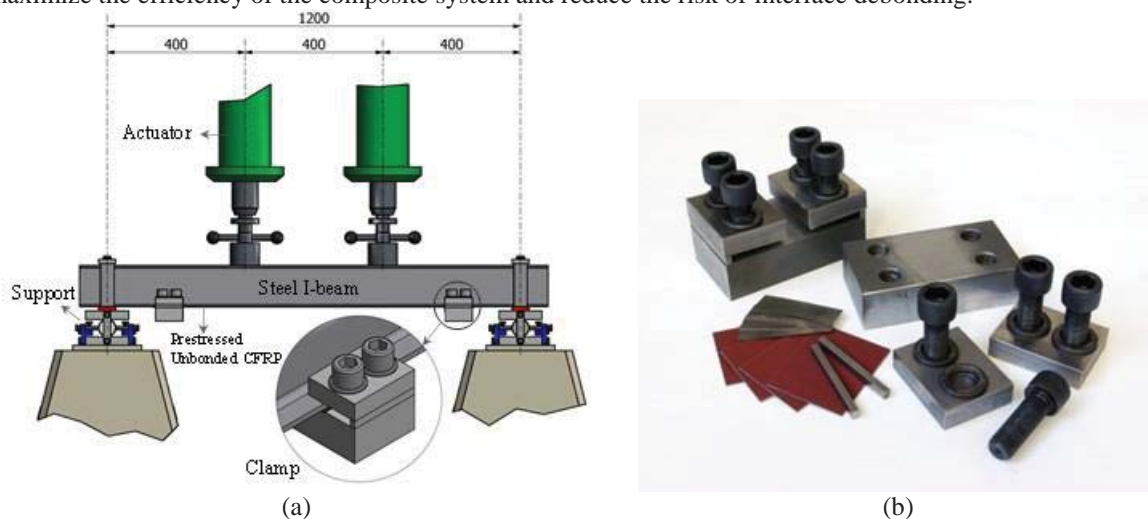 maximize the efficiency of the composite system and reduce the risk of interface debonding.
1200
400 400 400
Actuator
Steel I-beam
Support
Prestressed
Unbonded CFRP
Clamp
(a) (b)